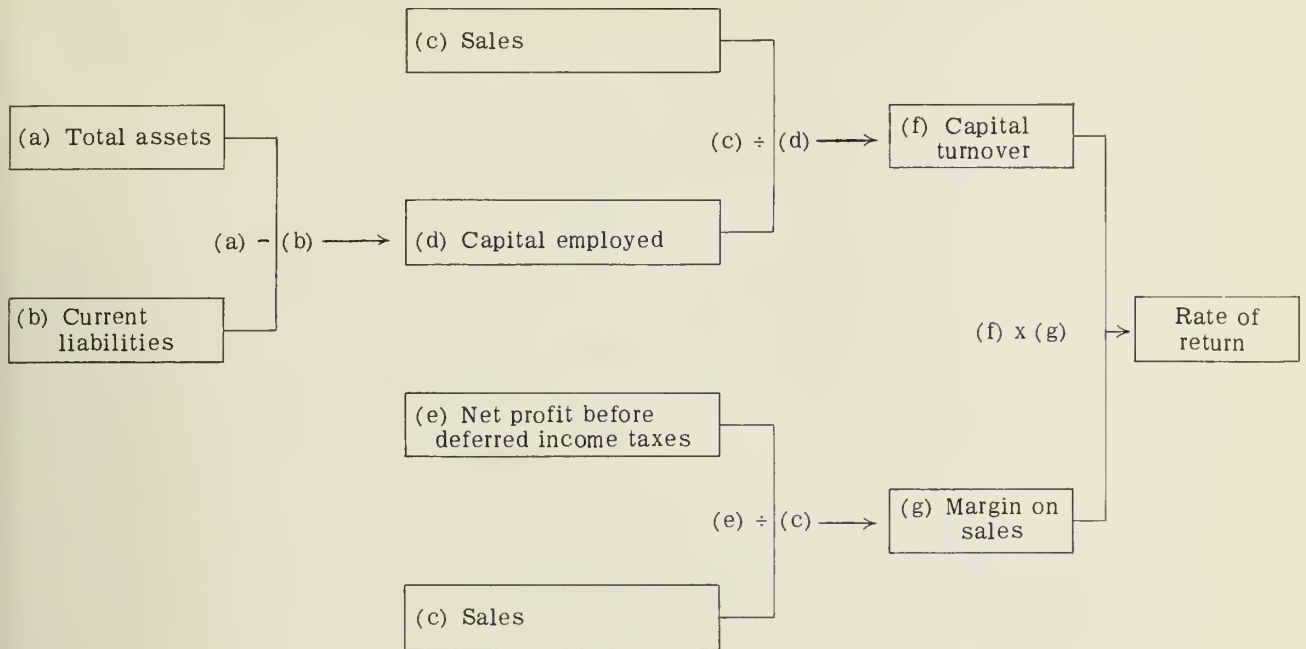 (c) Sales
(a) Total assets
(c) ÷ (d)
(f) Capital
turnover
(a) - (b)
(d) Capital employed
(b) Current
liabilities
(f) x (g)
Rate of
return
(e) Net profit before
deferred income taxes
(e) ÷ (c)
(g) Margin on
sales
(c) Sales